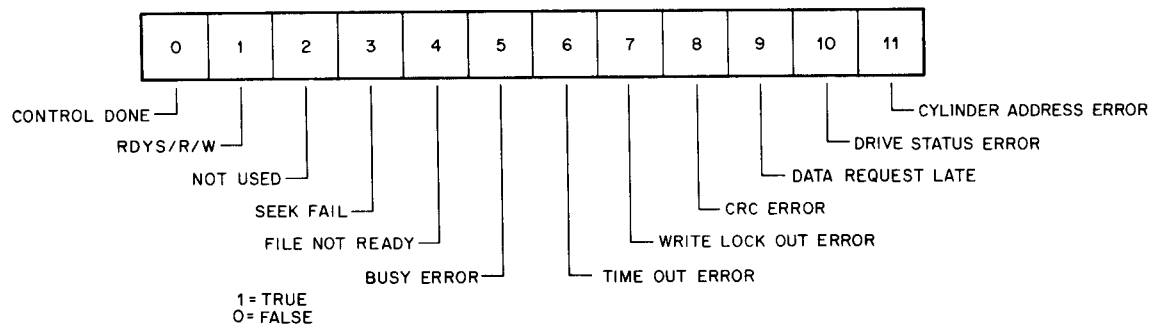 0 1 2 3 4 5 6 7 8 9 10 11
CONTROL DONE
CYLINDER ADDRESS ERROR
RDYS/R/W
DRIVE STATUS ERROR
NOT USED
DATA REQUEST LATE
SEEK FAIL
CRC ERROR
FILE NOT READY
WRITE LOCK OUT ERROR
BUSY ERROR
TIME OUT ERROR
1 = TRUE
0 = FALSE